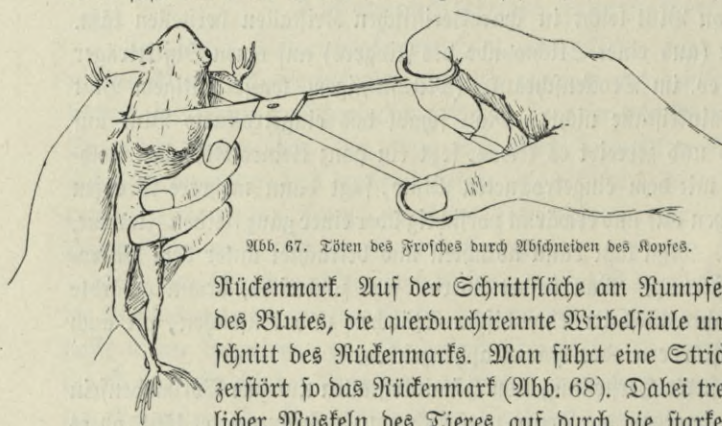 Abb. 67. Töten des Frosches durch Abschneiden des Kopfes.
Rückenmark. Auf der Schnittfläche am Rumpfe
des Blutes, die querdurchtrennte Wirbelsäule un
schnitt des Rückenmarks. Man führt eine Stric
zerstört so das Rückenmark (Abb. 68). Dabei tre
licher Muskeln des Tieres auf durch die starke